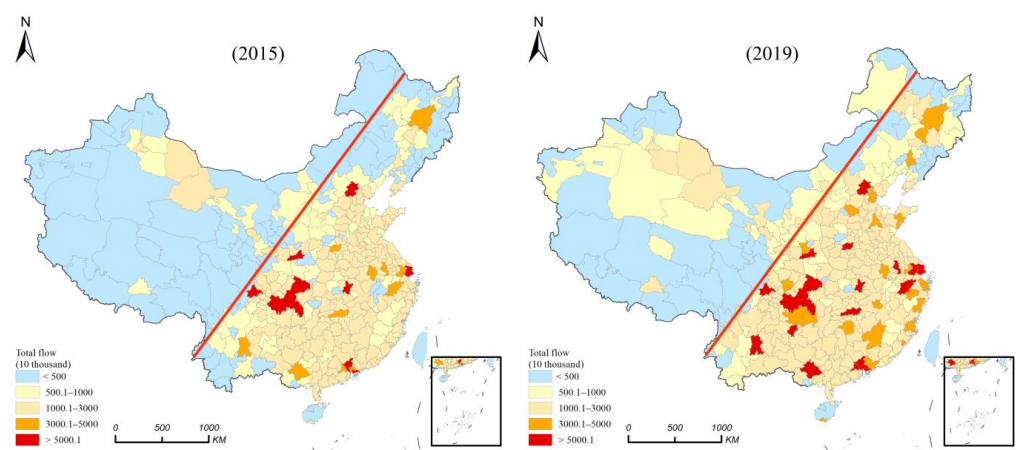 N
(2015)
Total flow
(10 thousand)
< 500
500.1–1000
1000.1–3000
3000.1–5000
> 5000.1
0 500 1000
KM
N
(2019)
Total flow
(10 thousand)
< 500
500.1–1000
1000.1–3000
3000.1–5000
> 5000.1
0 500 1000
KM